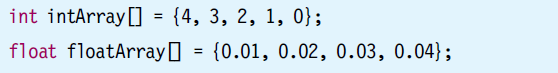 int intArray[] = {4, 3, 2, 1, 0};
float floatArray[] = {0.01, 0.02, 0.03, 0.04};